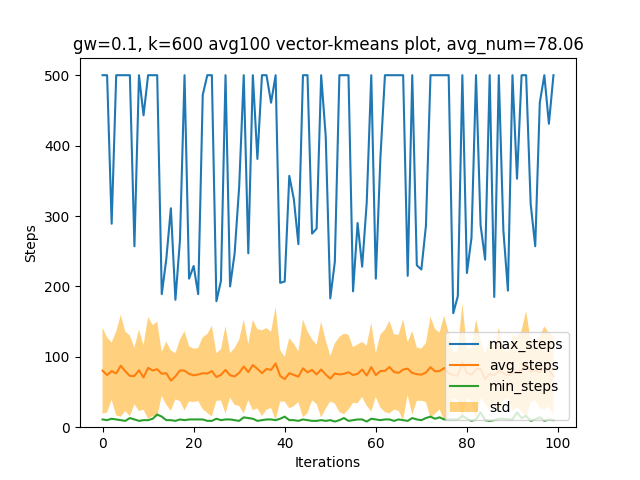 gw=0.1, k=600 avg100 vector-kmeans plot, avg_num=78.06
Steps
500
400
300
200
100
0
0 20 40 60 80 100
Iterations
max_steps
avg_steps
min_steps
std